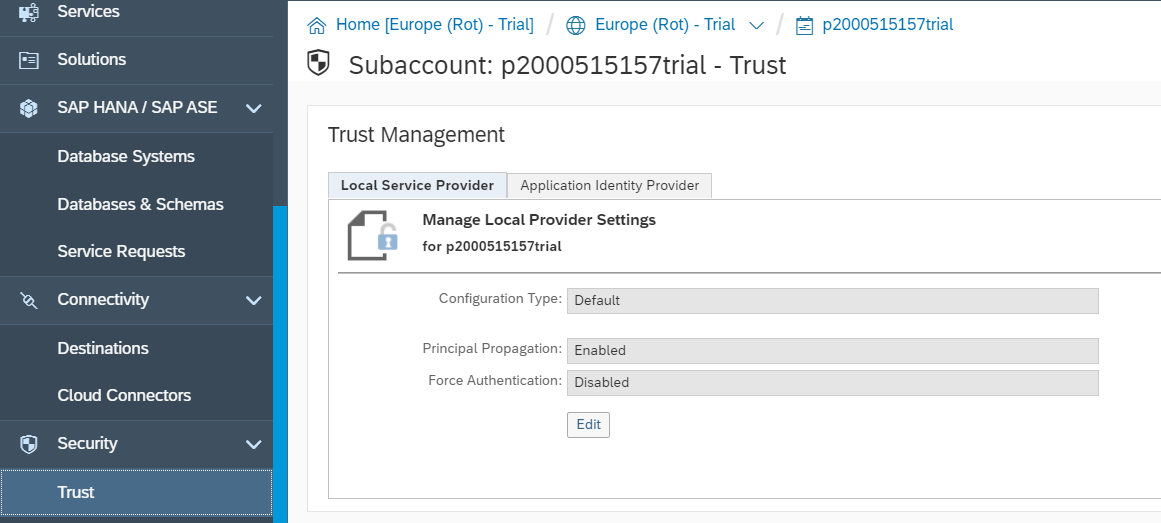 Services
Solutions
SAP HANA / SAP ASE
Database Systems
Databases & Schemas
Service Requests
Connectivity
Destinations
Cloud Connectors
Security
Trust
Home [Europe (Rot) - Trial] / Europe (Rot) - Trial / p2000515157trial
Subaccount: p2000515157trial - Trust
Trust Management
Local Service Provider Application Identity Provider
Manage Local Provider Settings
for p2000515157trial
Configuration Type: Default
Principal Propagation: Enabled
Force Authentication: Disabled
Edit